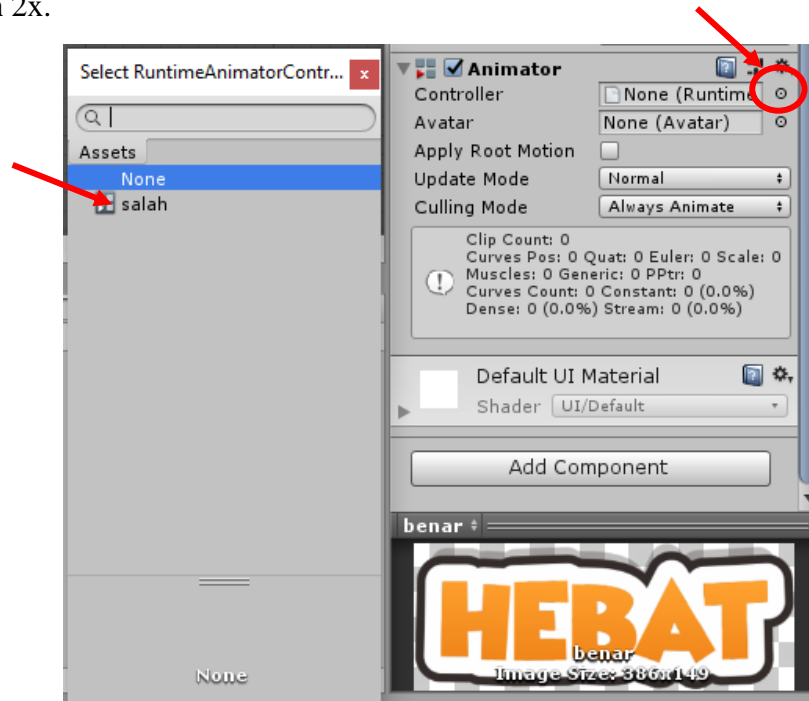 2x.
Select RuntimeAnimatorContr...
x
Assets
None
salah
None
Animator
Controller
None (Runtime
Avatar
None (Avatar)
Apply Root Motion
Update Mode
Normal
Culling Mode
Always Animate
Clip Count: 0
Curves Pos: 0 Quat: 0 Euler: 0 Scale: 0
Muscles: 0 Generic: 0 PPtr: 0
Curves Count: 0 Constant: 0 (0.0%)
Dense: 0 (0.0%) Stream: 0 (0.0%)
Default UI Material
Shader
UI/Default
Add Component
benar
HEBAT
benar
Image Size: 386x149